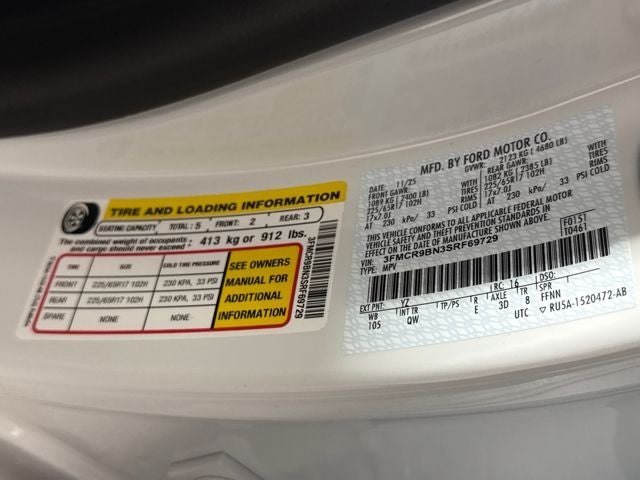 TIRE AND LOADING INFORMATION
SEATING CAPACITY TOTAL: 5 FRONT: 2 REAR: 3
The combined weight of occupants and cargo should never exceed: 413 kg or 912 lbs.
TIRE SIZE COLD TIRE PRESSURE
FRONT 225/65R17 102H 230 KPA, 33 PSI
REAR 225/65R17 102H 230 KPA, 33 PSI
SPARE NONE NONE
SEE OWNERS
MANUAL FOR
ADDITIONAL
INFORMATION
3FMCR9BN3SRF69729
MFD. BY FORD MOTOR CO.
DATE: 11/25 GVWR: 2123 KG ( 4680 LB)
FRONT GAWR: REAR GAWR:
1089 KG (2400 LB) WITH 1082 KG (2385 LB) WITH
225/65R17 102H TIRES 225/65R17 102H TIRES
17x7.0J RIMS 17x7.0J RIMS
AT 230 kPa/ 33 PSI COLD AT 230 kPa/ 33 PSI COLD
THIS VEHICLE CONFORMS TO ALL APPLICABLE FEDERAL MOTOR
VEHICLE SAFETY AND THEFT PREVENTION STANDARDS IN
EFFECT ON THE DATE OF MANUFACTURE SHOWN ABOVE.
VIN: 3FMCR9BN3SRF69729 F0151
TYPE: MPV T0461
EXT PNT: YZ RC: 16 DSO:
WB INT TR TP/PS R AXLE TR SPR
105 QW E 3D 8 FFNN
UTC ▽ RU5A-1520472-AB